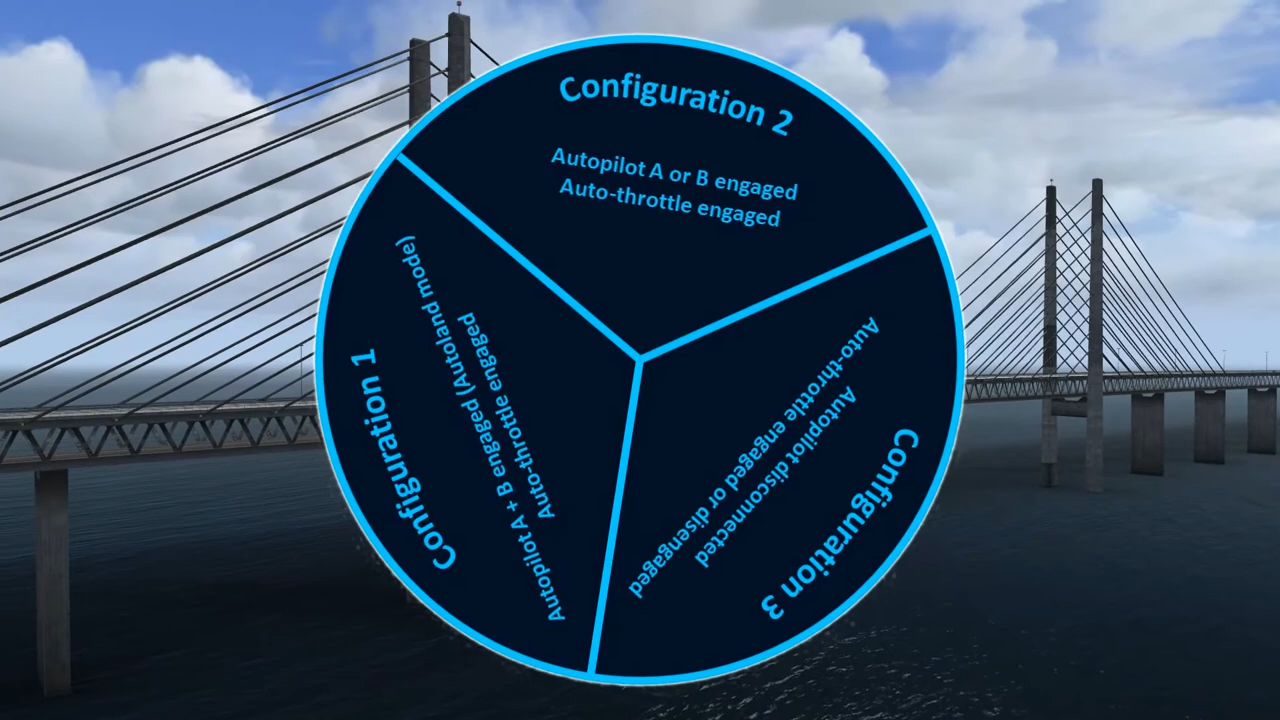 Configuration 2
Autopilot A or B engaged
Auto-throttle engaged
Configuration 1
Autopilot A + B engaged (Autoland mode)
Auto-throttle engaged
Configuration 3
Autopilot disconnected
Auto-throttle engaged or disengaged